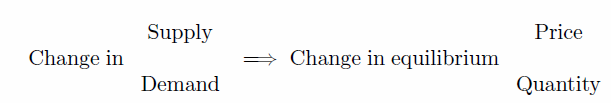 Supply Price
Change in ⟹ Change in equilibrium
Demand Quantity